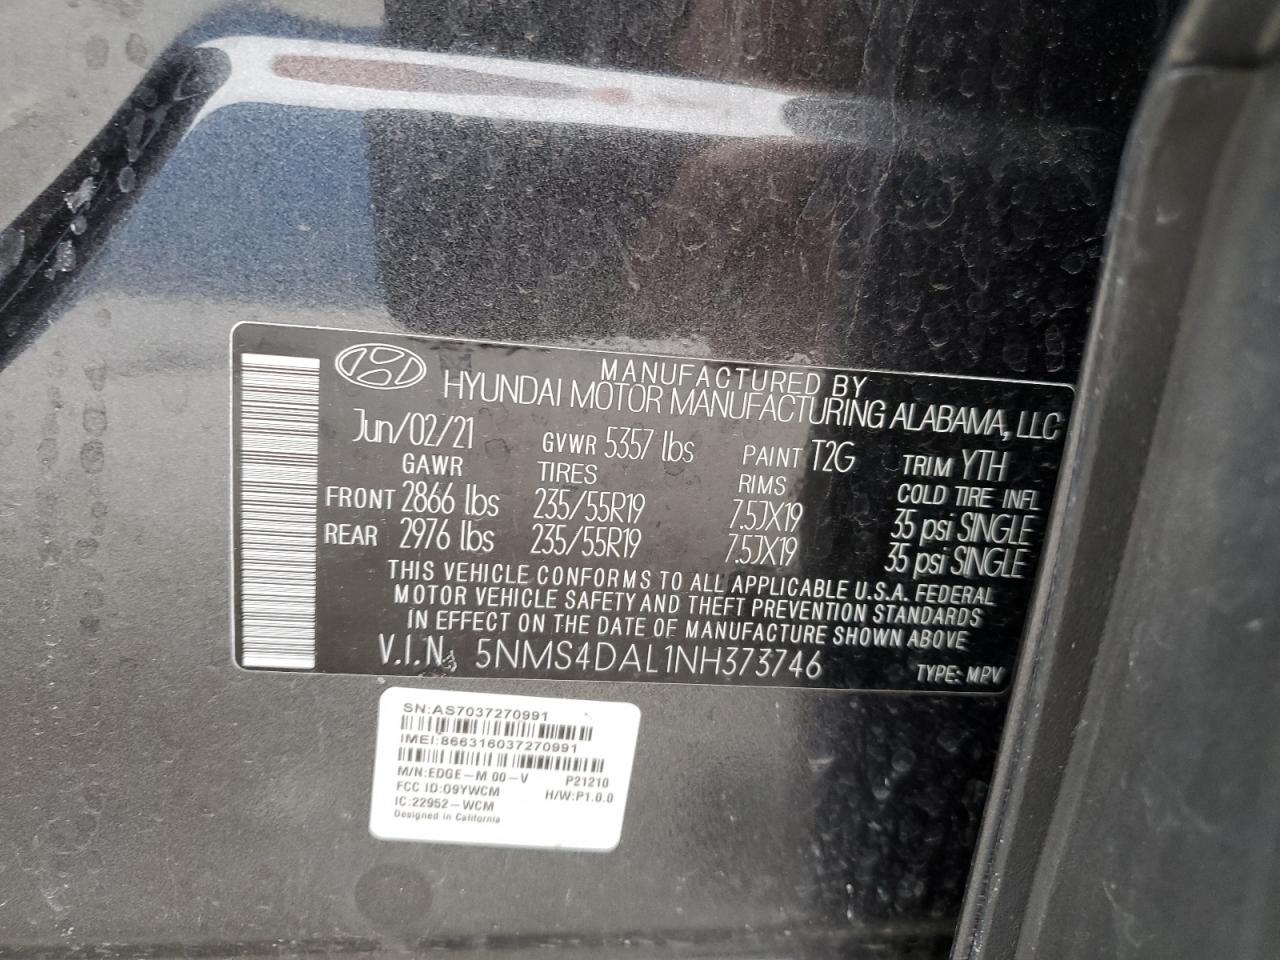 MANUFACTURED BY
HYUNDAI MOTOR MANUFACTURING ALABAMA, LLC
Jun/02/21 GVWR 5357 lbs PAINT T2G TRIM YTH
GAWR TIRES RIMS COLD TIRE INFL
FRONT 2866 lbs 235/55R19 7.5JX19 35 psi SINGLE
REAR 2976 lbs 235/55R19 7.5JX19 35 psi SINGLE
THIS VEHICLE CONFORMS TO ALL APPLICABLE U.S.A. FEDERAL
MOTOR VEHICLE SAFETY AND THEFT PREVENTION STANDARDS
IN EFFECT ON THE DATE OF MANUFACTURE SHOWN ABOVE
V.I.N. 5NMS4DAL1NH373746 TYPE: MPV
SN:AS7037270991
IMEI:866316037270991
M/N:EDGE-M 00-V P21210
FCC ID:O9YWCM H/W:P1.0.0
IC:22952-WCM
Designed in California